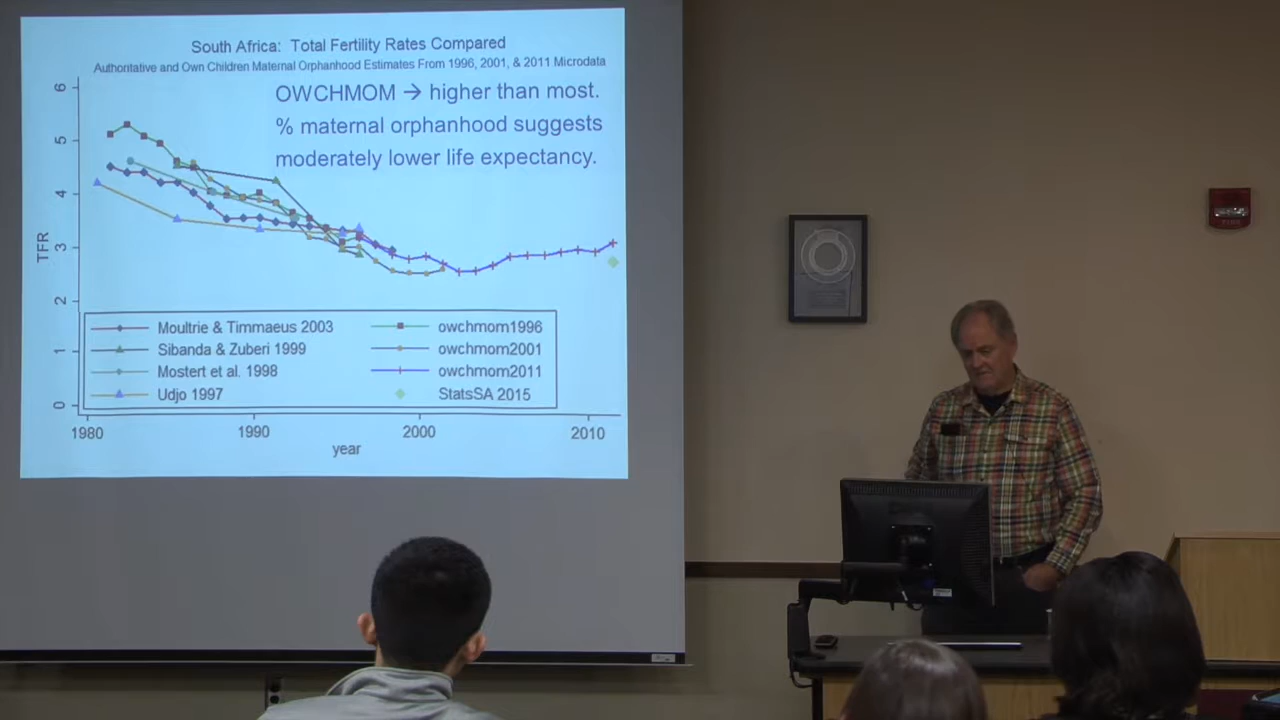 South Africa: Total Fertility Rates Compared
Authoritative and Own Children Maternal Orphanhood Estimates From 1996, 2001, & 2011 Microdata
OWCHMOM → higher than most.
% maternal orphanhood suggests
moderately lower life expectancy.
6
5
4
3
2
1
0
TFR
Moultrie & Timmaeus 2003
owchmom1996
Sibanda & Zuberi 1999
owchmom2001
Mostert et al. 1998
owchmom2011
Udjo 1997
StatsSA 2015
1980
1990
2000
2010
year
FIRE